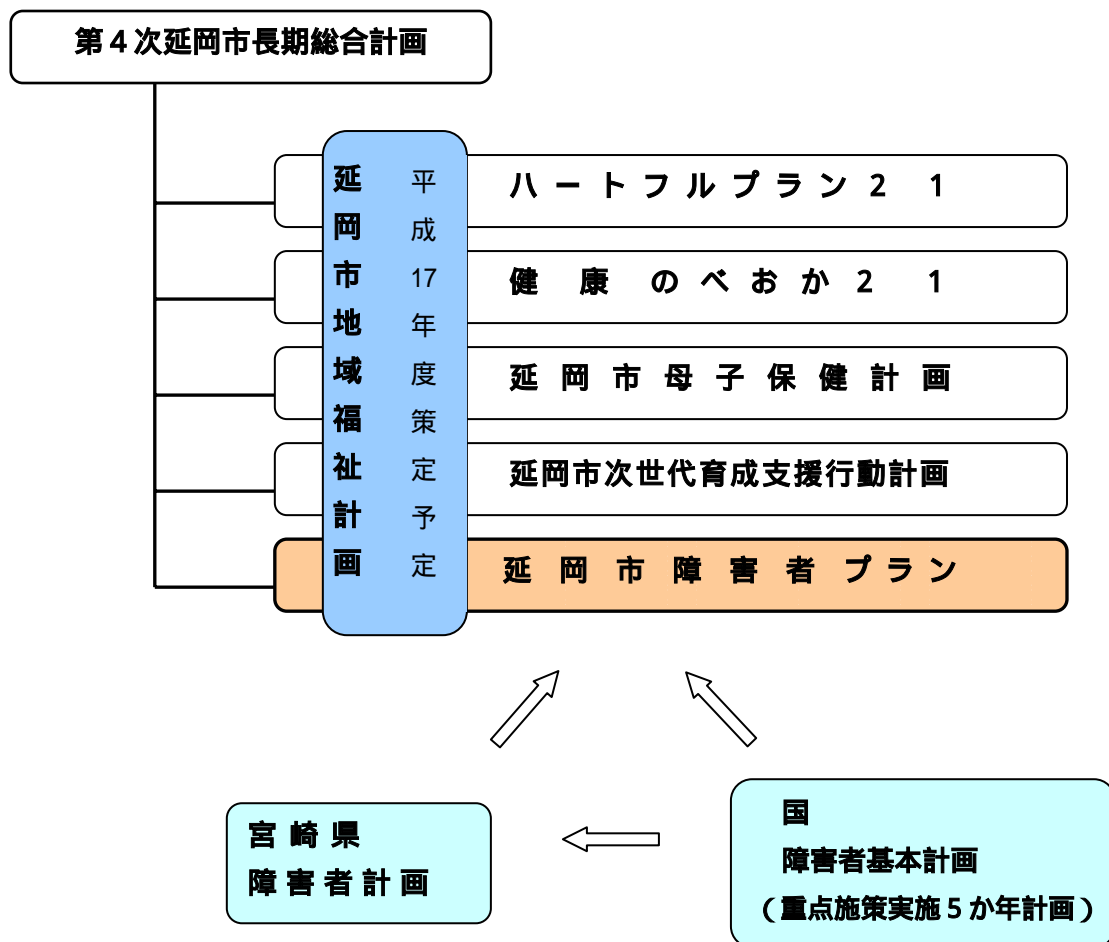 第4次延岡市長期総合計画
延岡市地域福祉計画
平成17年度策定予定
ハートフルプラン2 1
健 康 のべおか2 1
延岡市母子保健計画
延岡市次世代育成支援行動計画
延岡市障害者プラン
宮崎県
障害者計画
国
障害者基本計画
（重点施策実施5か年計画）